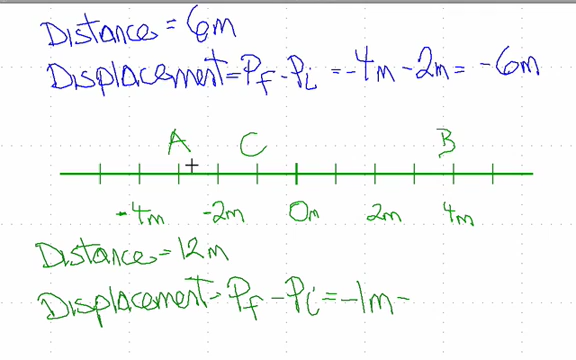 Distance = 6m
Displacement = Pf - Pi = -4m - 2m = -6m
A C B
-4m -2m 0m 2m 4m
Distance = 12m
Displacement = Pf - Pi = -1m -